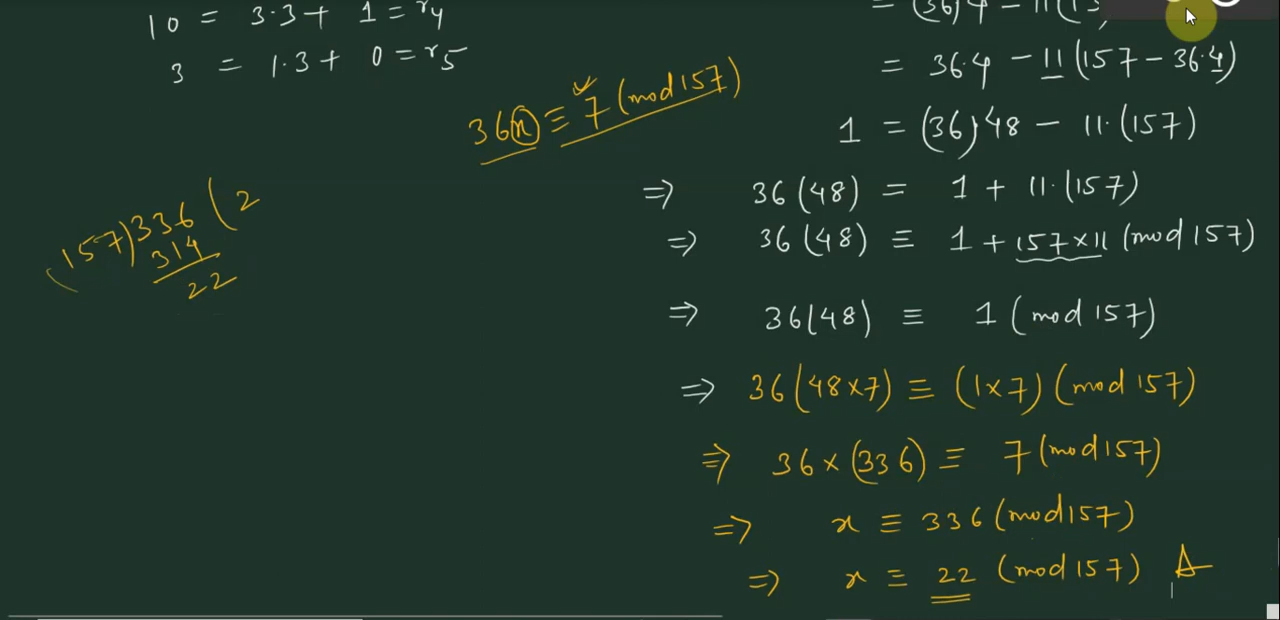 10 = 3·3 + 1 = r4
3 = 1·3 + 0 = r5
36x ≡ 7 (mod 157)
157)336(2
314
22
= 36·4 - 11(157 - 36·4)
1 = (36)48 - 11·(157)
⇒ 36(48) = 1 + 11·(157)
⇒ 36(48) ≡ 1 + 157×11 (mod 157)
⇒ 36(48) ≡ 1 (mod 157)
⇒ 36(48×7) ≡ (1×7) (mod 157)
⇒ 36×(336) ≡ 7 (mod 157)
⇒ x ≡ 336 (mod 157)
⇒ x ≡ 22 (mod 157) A